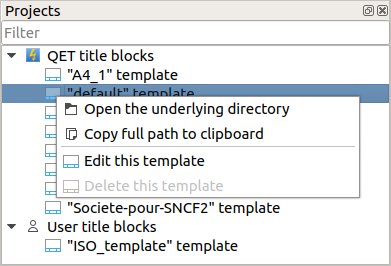 Projects
Filter
QET title blocks
"A4_1" template
"default" template
Open the underlying directory
Copy full path to clipboard
Edit this template
Delete this template
"Societe-pour-SNCF2" template
User title blocks
"ISO_template" template